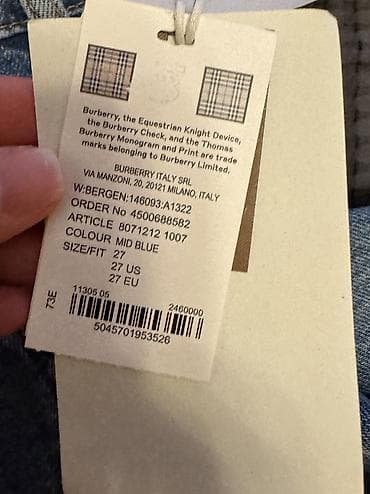 Burberry, the Equestrian Knight Device,
the Burberry Check, and the Thomas
Burberry Monogram and Print are trade
marks belonging to Burberry Limited.
BURBERRY ITALY SRL
VIA MANZONI, 20, 20121 MILANO, ITALY
W:BERGEN:146093:A1322
ORDER No 4500688582
ARTICLE 8071212 1007
COLOUR MID BLUE
SIZE/FIT 27
27 US
27 EU
73E
11305 05 2460000
5045701953526